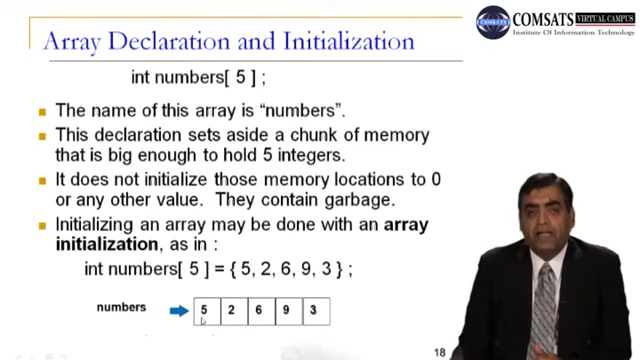 COMSATS VIRTUAL CAMPUS
Institute Of Information Technology
Array Declaration and Initialization
int numbers[ 5 ] ;
The name of this array is “numbers”.
This declaration sets aside a chunk of memory
that is big enough to hold 5 integers.
It does not initialize those memory locations to 0
or any other value. They contain garbage.
Initializing an array may be done with an array
initialization, as in :
int numbers[ 5 ] = { 5, 2, 6, 9, 3 } ;
numbers 5 2 6 9 3
18